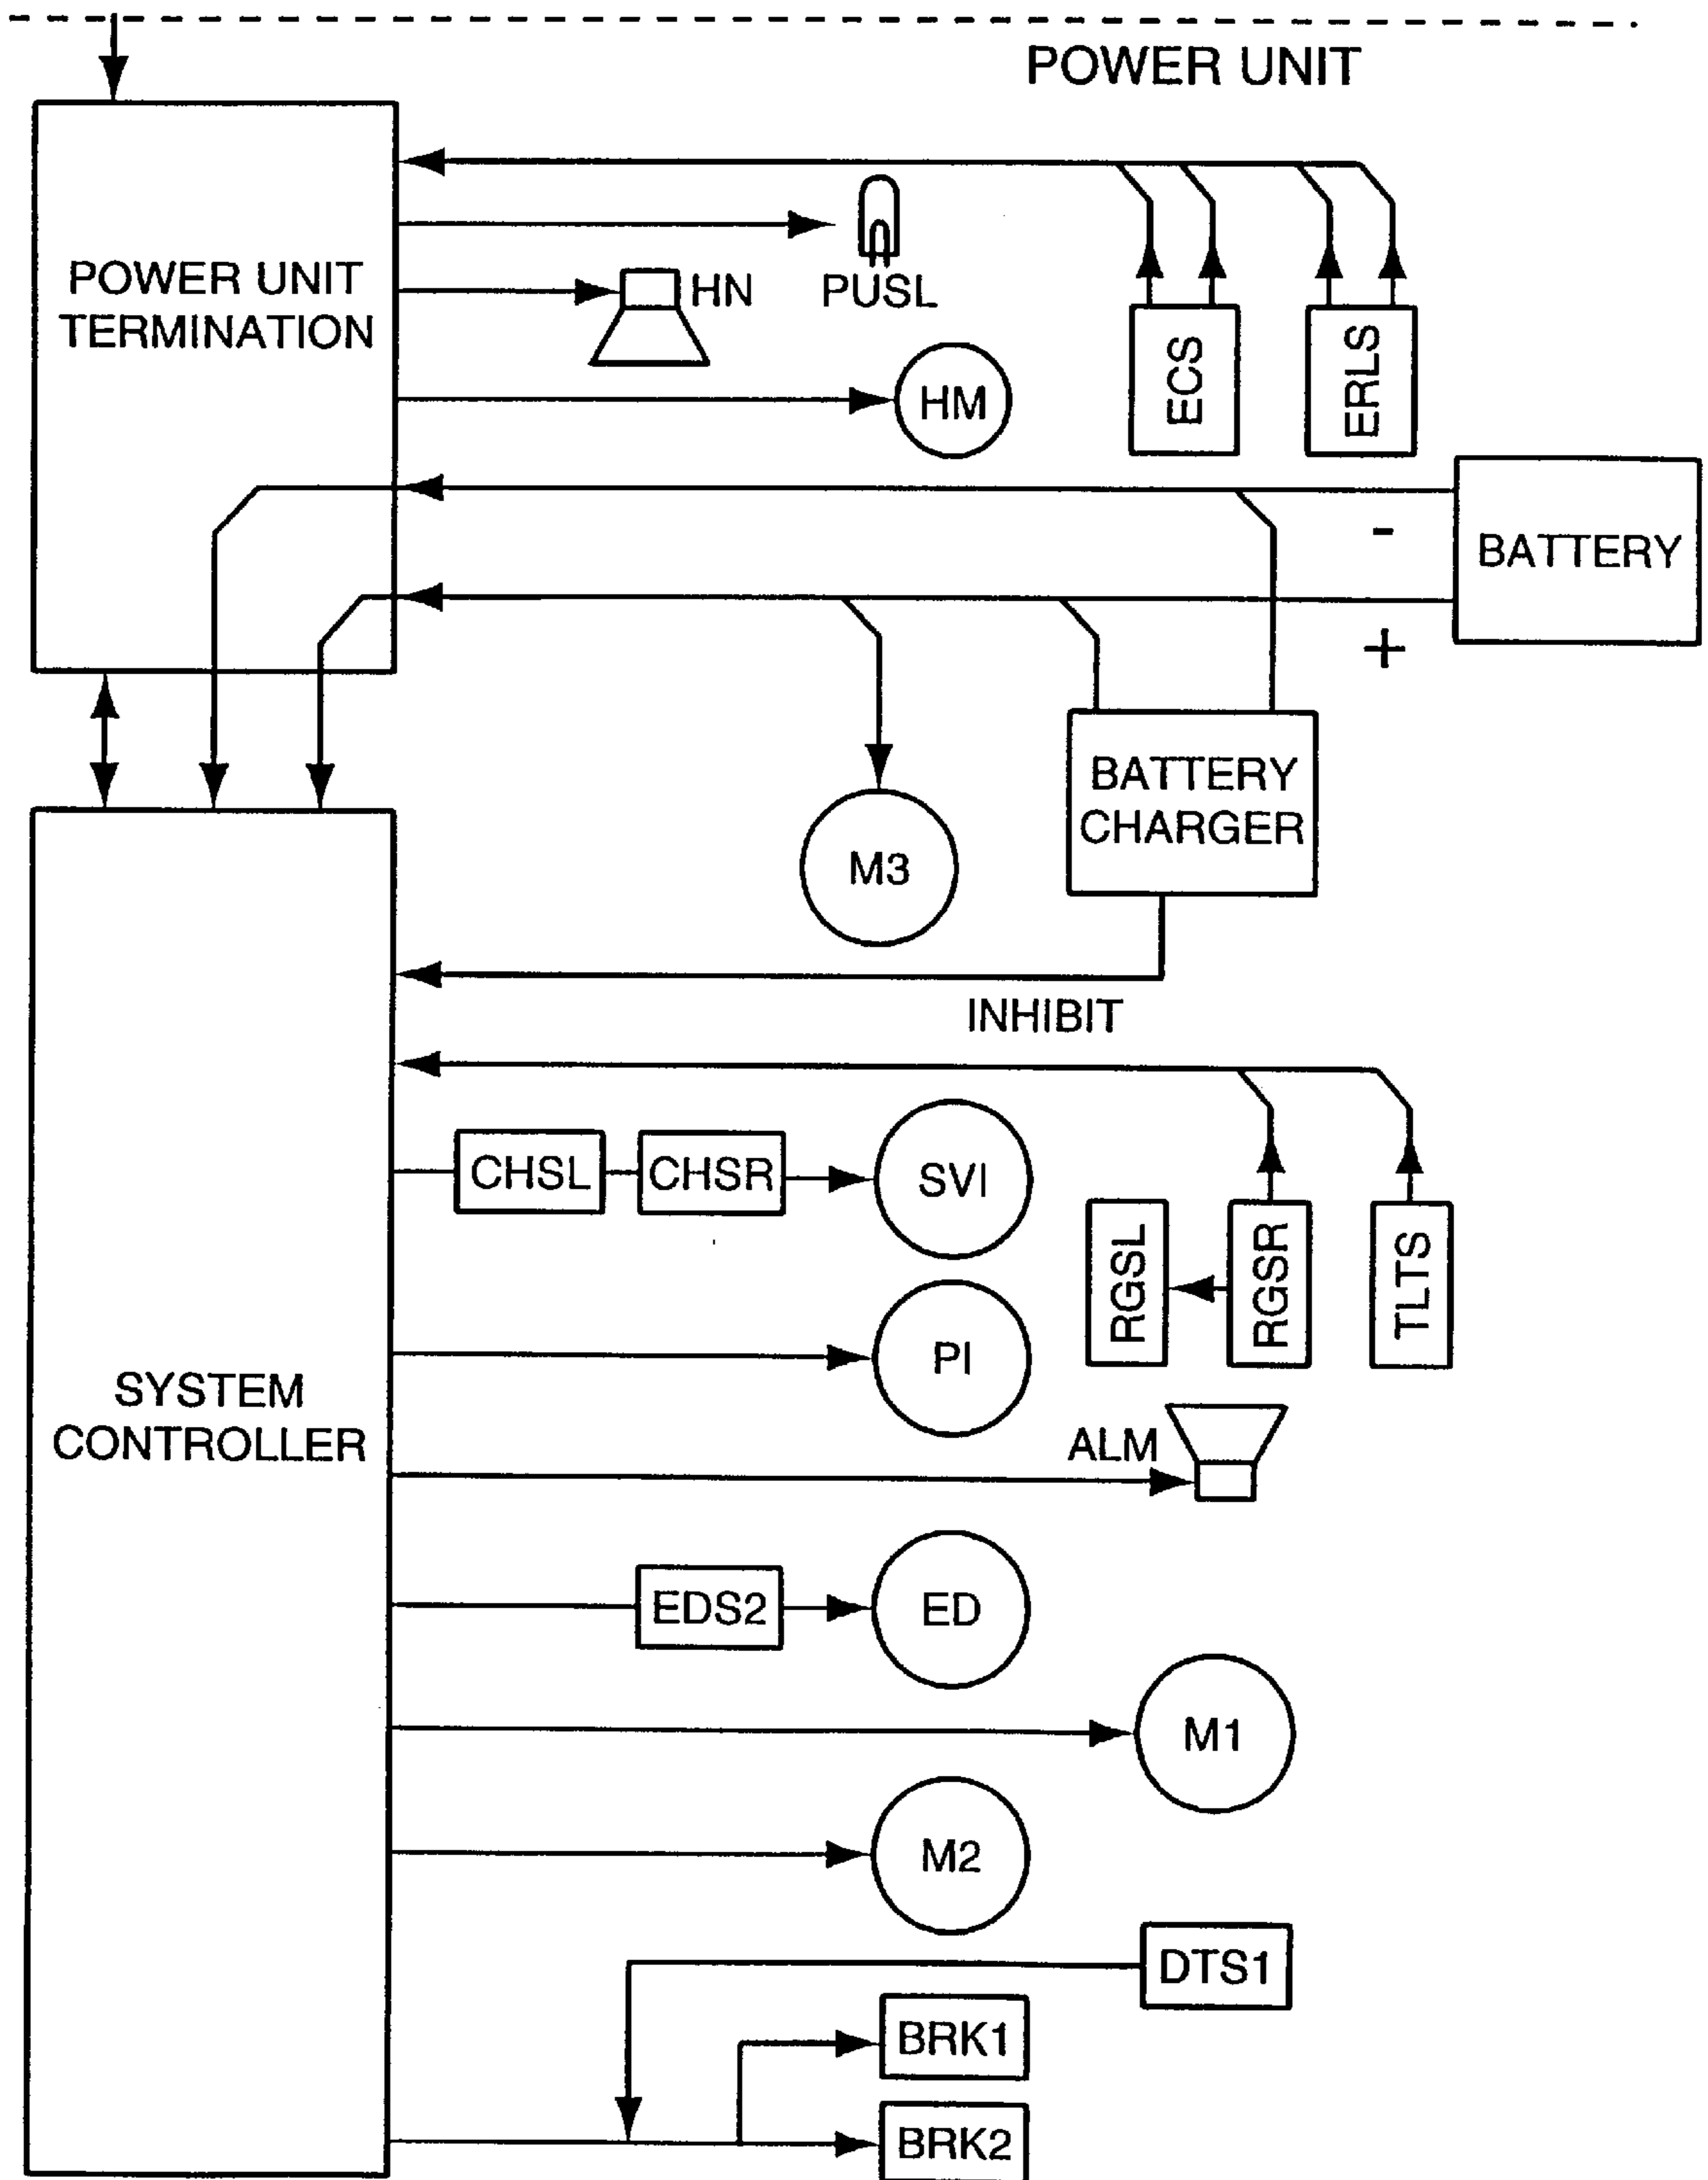 POWER UNIT
POWER UNIT
TERMINATION
HN
PUSL
HM
ECS
ERLS
-
BATTERY
+
BATTERY
CHARGER
M3
INHIBIT
CHSL
CHSR
SVI
RGSL
RGSR
TLTS
PI
SYSTEM
CONTROLLER
ALM
EDS2
ED
M1
M2
DTS1
BRK1
BRK2